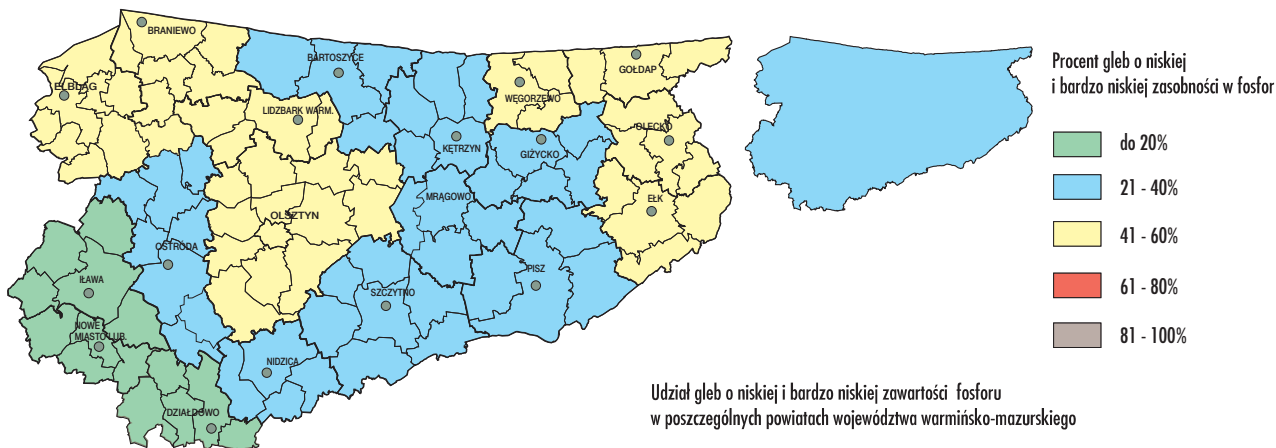 BRANIEWO
BARTOSZYCE
GOŁDAP
ELBLĄG
WĘGORZEWO
LIDZBARK WARM.
OLECKO
KĘTRZYN
GIŻYCKO
MRĄGOWO
EŁK
OLSZTYN
OSTRÓDA
PISZ
IŁAWA
SZCZYTNO
NOWE
MIASTO LUB.
NIDZICA
DZIAŁDOWO
Procent gleb o niskiej
i bardzo niskiej zasobności w fosfor
do 20%
21 - 40%
41 - 60%
61 - 80%
81 - 100%
Udział gleb o niskiej i bardzo niskiej zawartości fosforu
w poszczególnych powiatach województwa warmińsko-mazurskiego